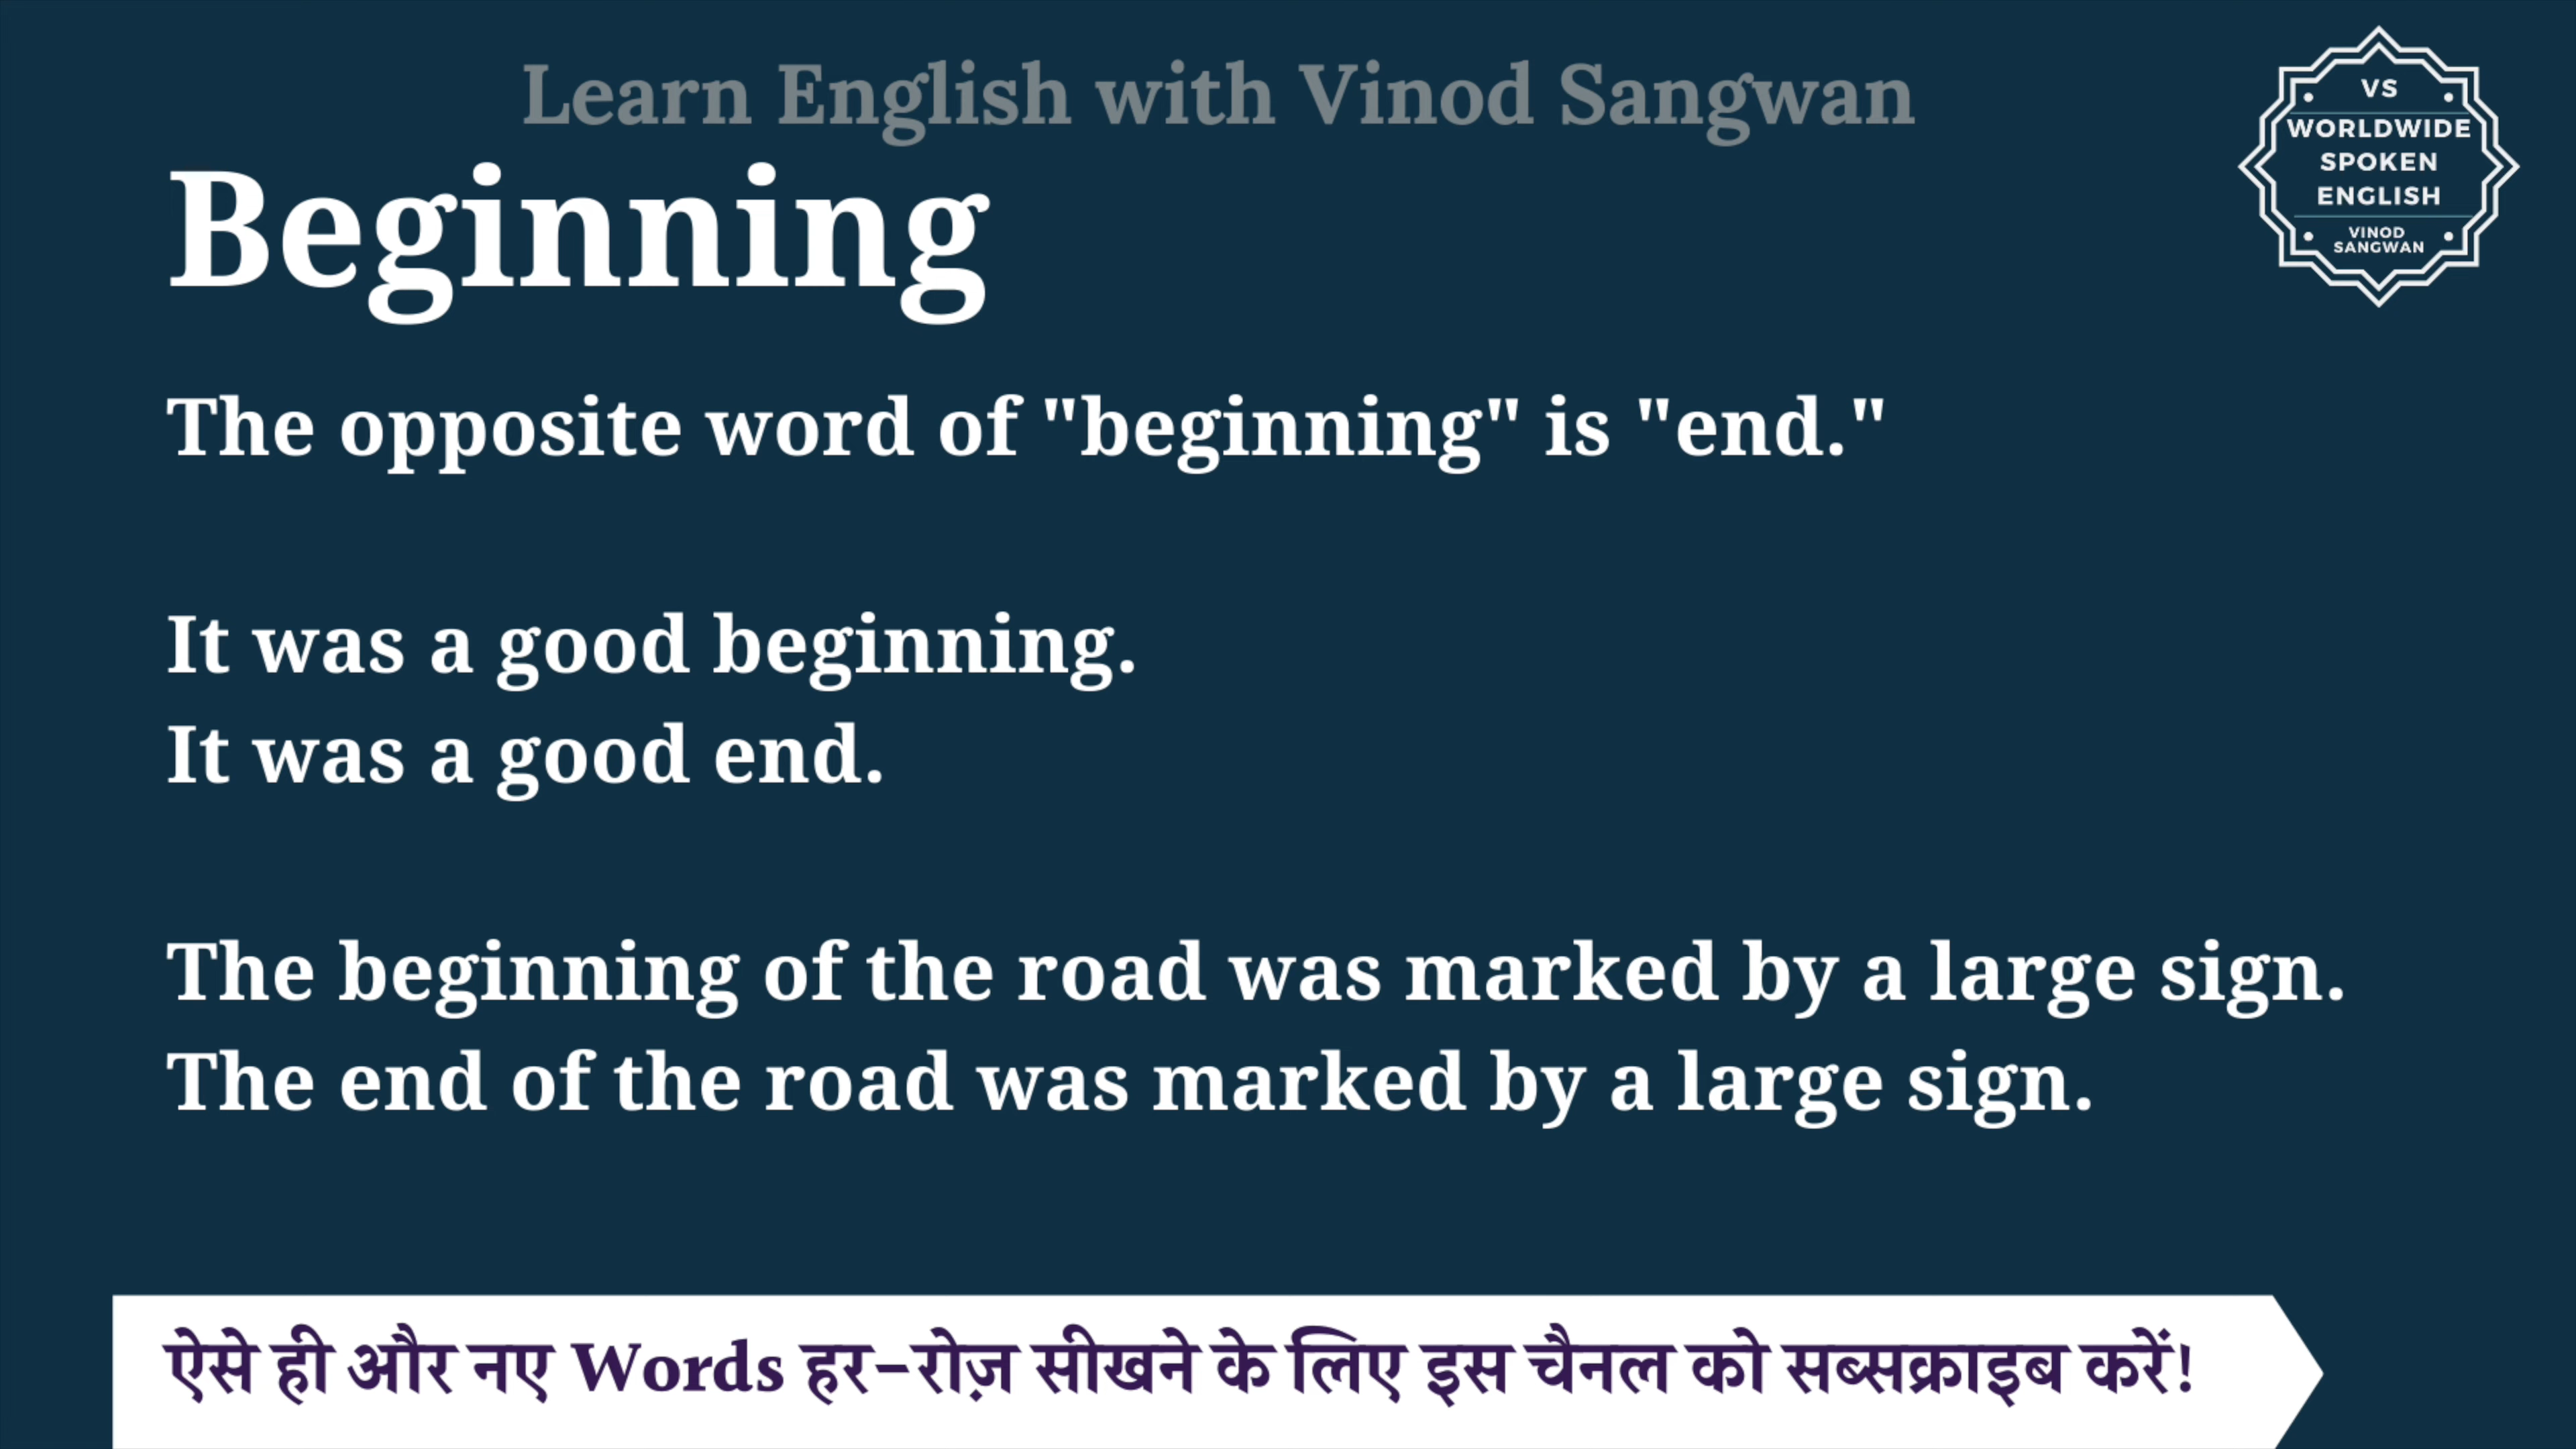 Learn English with Vinod Sangwan
VS
WORLDWIDE
SPOKEN
ENGLISH
VINOD
SANGWAN
Beginning
The opposite word of "beginning" is "end."
It was a good beginning.
It was a good end.
The beginning of the road was marked by a large sign.
The end of the road was marked by a large sign.
ऐसे ही और नए Words हर-रोज़ सीखने के लिए इस चैनल को सब्सक्राइब करें!